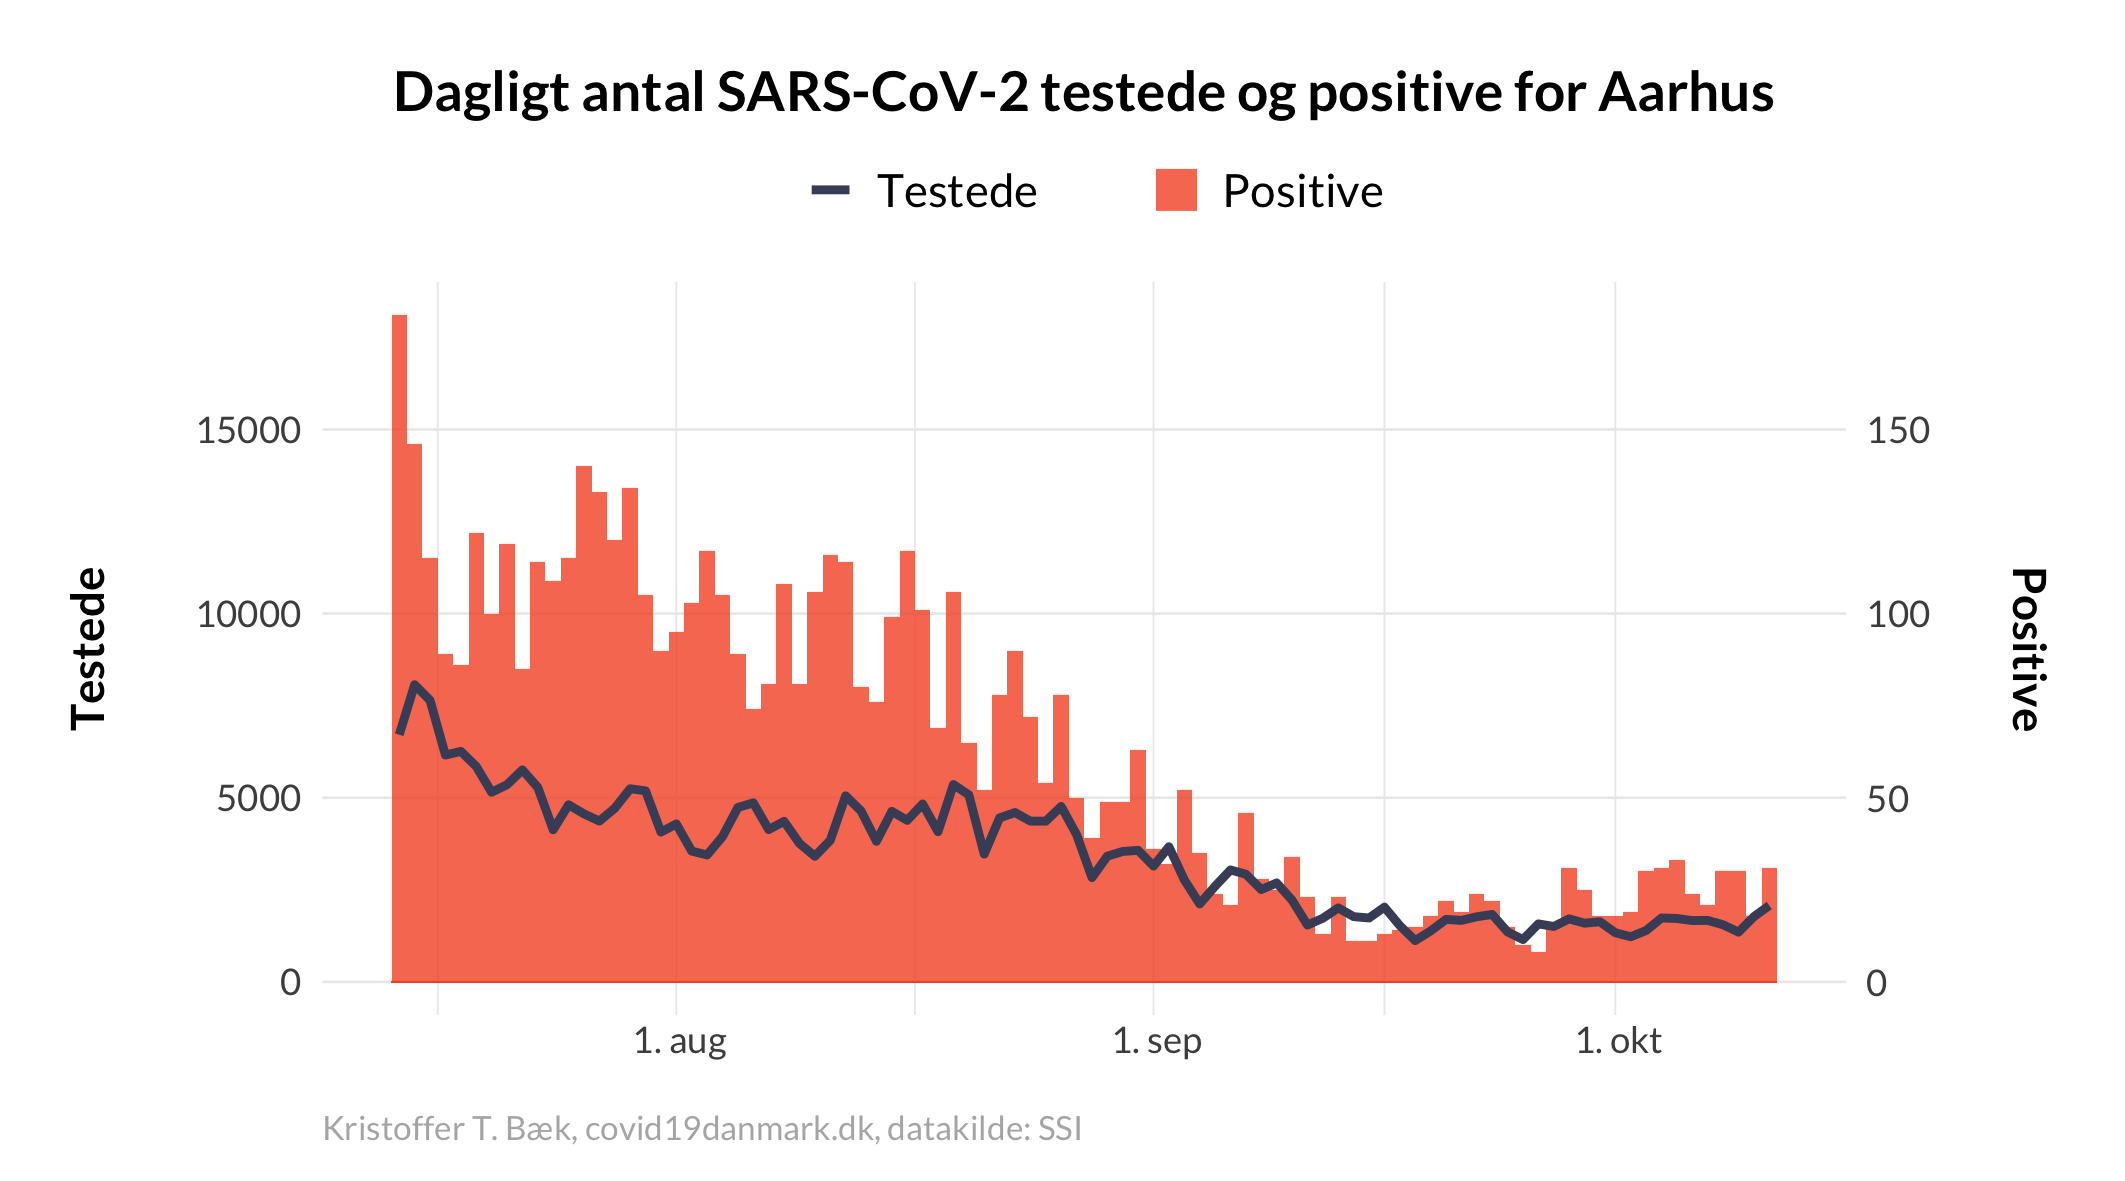 Dagligt antal SARS-CoV-2 testede og positive for Aarhus
Testede
Positive
15000
10000
5000
0
Testede
150
100
50
0
Positive
1. aug
1. sep
1. okt
Kristoffer T. Bæk, covid19danmark.dk, datakilde: SSI